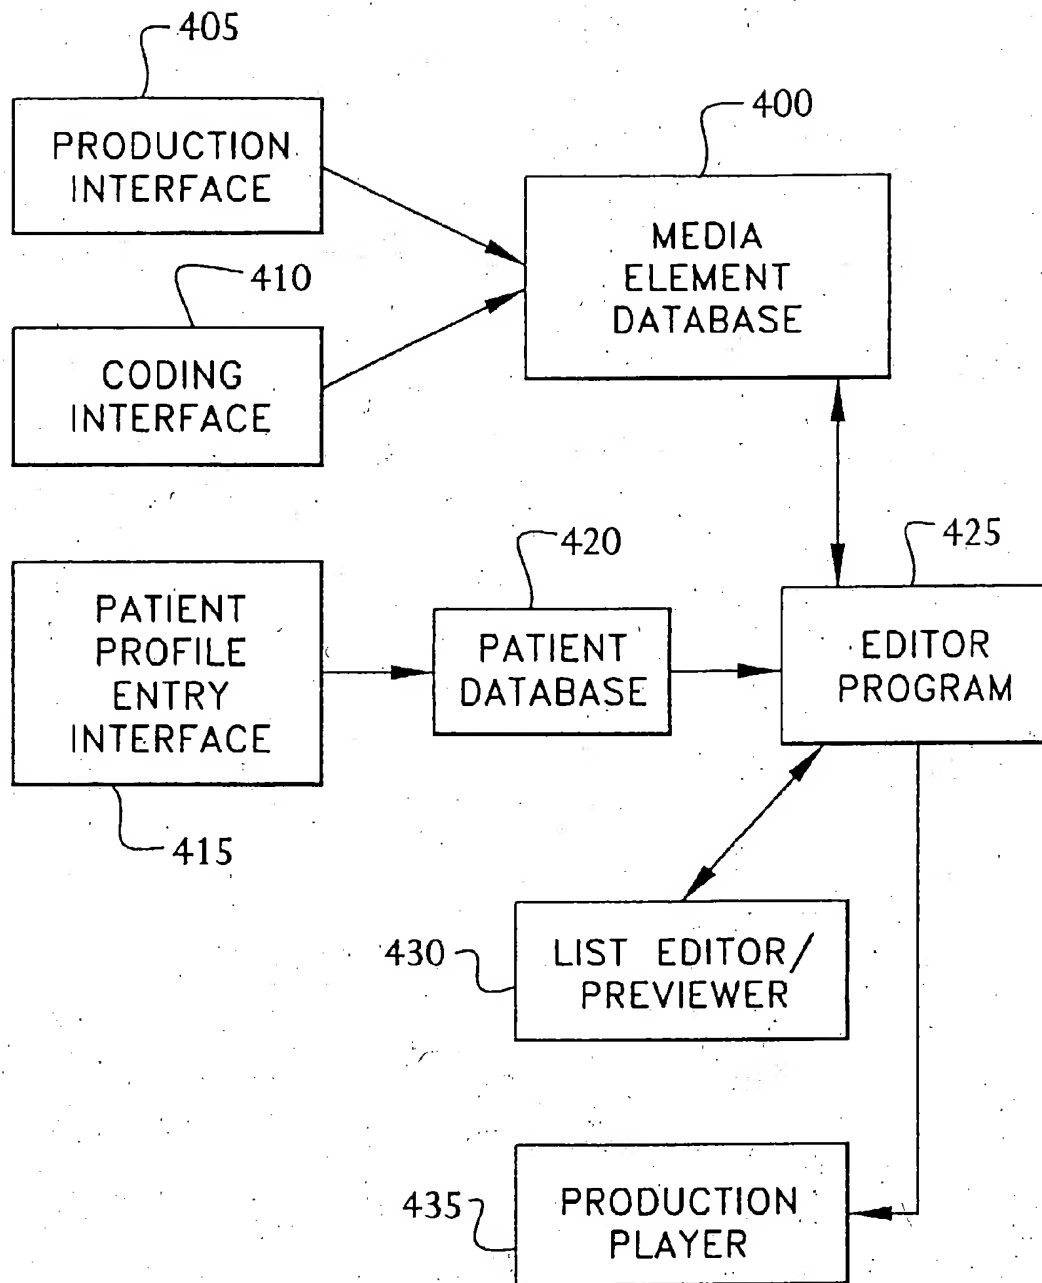 405
PRODUCTION
INTERFACE
400
MEDIA
ELEMENT
DATABASE
410
CODING
INTERFACE
420
425
PATIENT
PROFILE
ENTRY
INTERFACE
PATIENT
DATABASE
EDITOR
PROGRAM
415
430
LIST EDITOR/
PREVIEWER
435
PRODUCTION
PLAYER